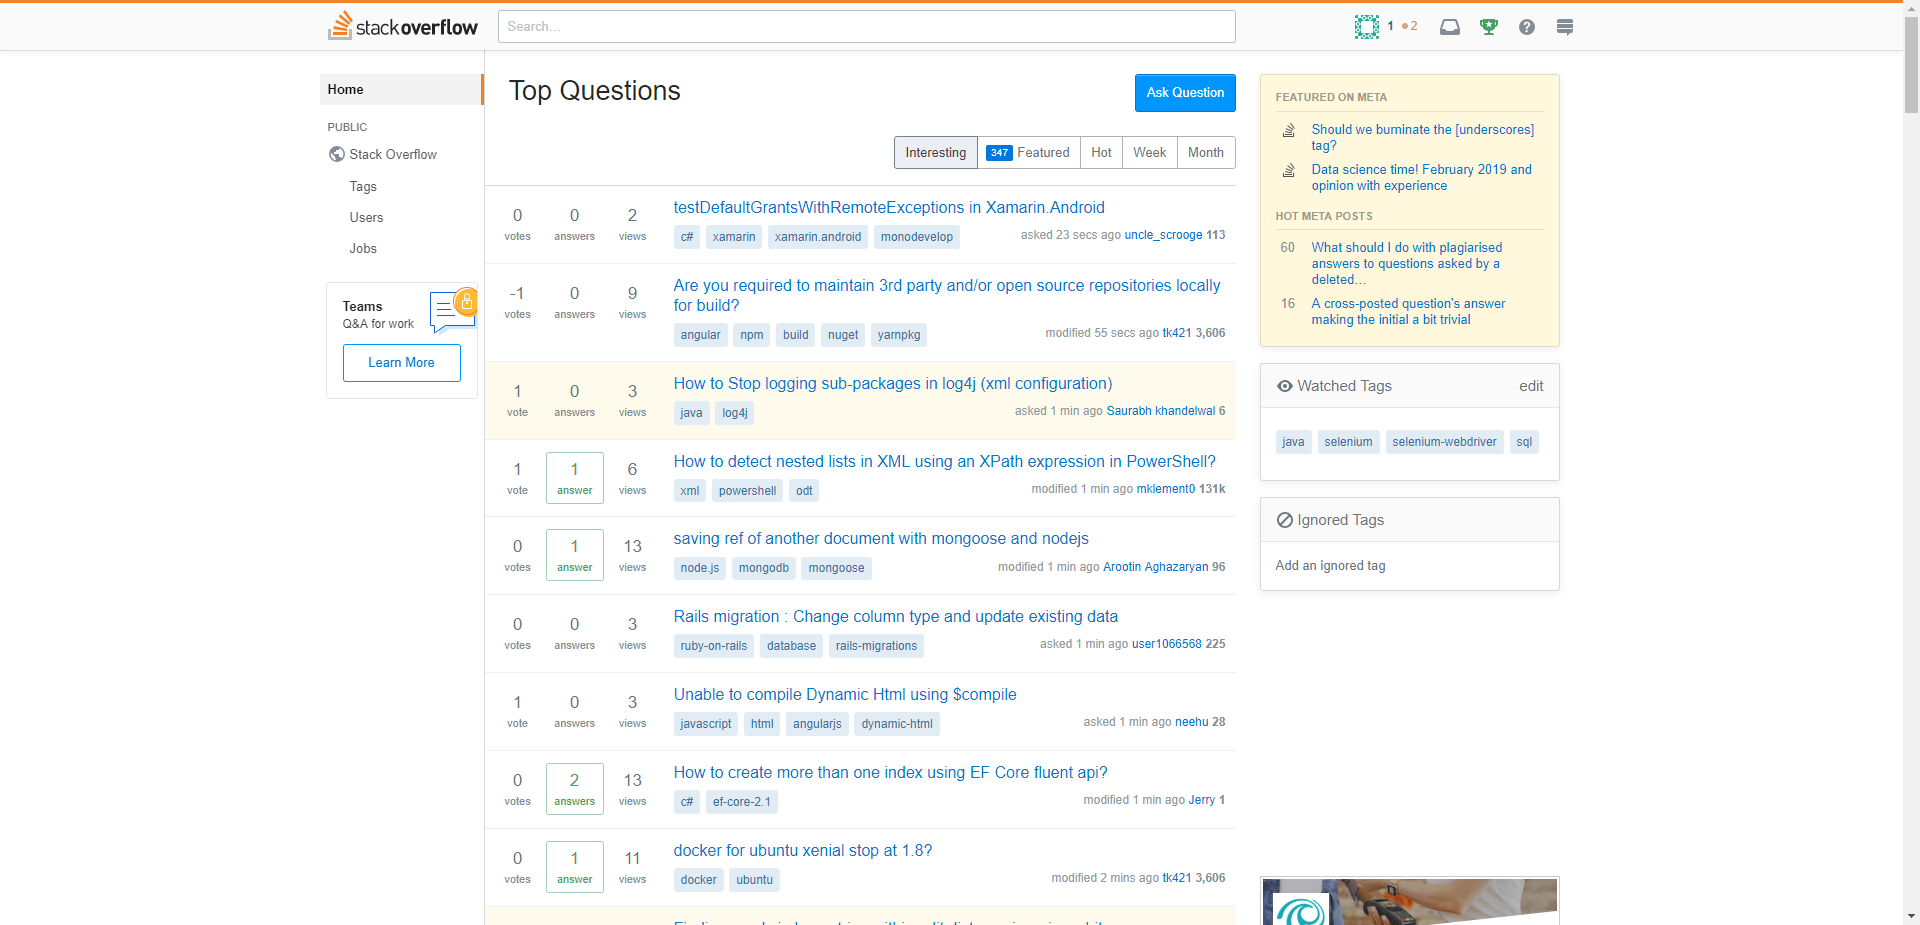 stackoverflow
Search...
1 ●2
Home
PUBLIC
Stack Overflow
Tags
Users
Jobs
Teams
Q&A for work
Learn More
Top Questions
Ask Question
Interesting
347 Featured
Hot
Week
Month
0 votes
0 answers
2 views
testDefaultGrantsWithRemoteExceptions in Xamarin.Android
c# xamarin xamarin.android monodevelop
asked 23 secs ago uncle_scrooge 113
-1 votes
0 answers
9 views
Are you required to maintain 3rd party and/or open source repositories locally
for build?
angular npm build nuget yarnpkg
modified 55 secs ago tk421 3,606
1 vote
0 answers
3 views
How to Stop logging sub-packages in log4j (xml configuration)
java log4j
asked 1 min ago Saurabh khandelwal 6
1 vote
1 answer
6 views
How to detect nested lists in XML using an XPath expression in PowerShell?
xml powershell odt
modified 1 min ago mklement0 131k
0 votes
1 answer
13 views
saving ref of another document with mongoose and nodejs
node.js mongodb mongoose
modified 1 min ago Arootin Aghazaryan 96
0 votes
0 answers
3 views
Rails migration : Change column type and update existing data
ruby-on-rails database rails-migrations
asked 1 min ago user1066568 225
1 vote
0 answers
3 views
Unable to compile Dynamic Html using $compile
javascript html angularjs dynamic-html
asked 1 min ago neehu 28
0 votes
2 answers
13 views
How to create more than one index using EF Core fluent api?
c# ef-core-2.1
modified 1 min ago Jerry 1
0 votes
1 answer
11 views
docker for ubuntu xenial stop at 1.8?
docker ubuntu
modified 2 mins ago tk421 3,606
FEATURED ON META
Should we burninate the [underscores]
tag?
Data science time! February 2019 and
opinion with experience
HOT META POSTS
60 What should I do with plagiarised
answers to questions asked by a
deleted…
16 A cross-posted question's answer
making the initial a bit trivial
Watched Tags
edit
java selenium selenium-webdriver sql
Ignored Tags
Add an ignored tag